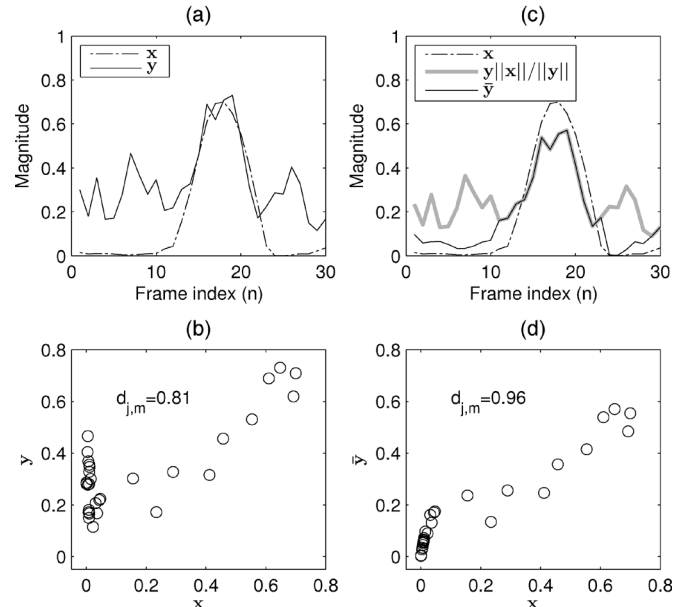 (a)
Magnitude
1
0.8
0.6
0.4
0.2
0
x
y
0 10 20 30
Frame index (n)
(c)
Magnitude
1
0.8
0.6
0.4
0.2
0
x
y||x||/||y||
ȳ
0 10 20 30
Frame index (n)
(b)
y
0.8
0.6
0.4
0.2
0
d_j,m=0.81
0 0.2 0.4 0.6 0.8
x
(d)
ȳ
0.8
0.6
0.4
0.2
0
d_j,m=0.96
0 0.2 0.4 0.6 0.8
x